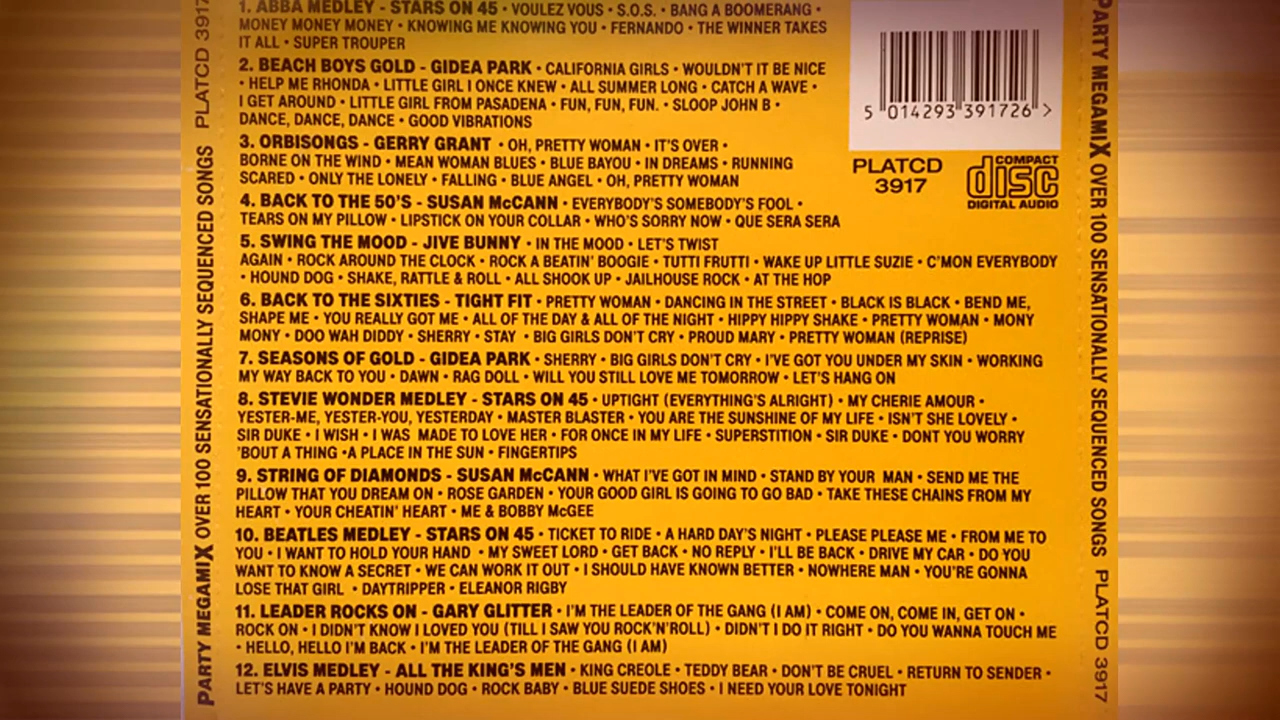 1. ABBA MEDLEY - STARS ON 45 • VOULEZ VOUS • S.O.S. • BANG A BOOMERANG •
MONEY MONEY MONEY • KNOWING ME KNOWING YOU • FERNANDO • THE WINNER TAKES
IT ALL • SUPER TROUPER
2. BEACH BOYS GOLD - GIDEA PARK • CALIFORNIA GIRLS • WOULDN'T IT BE NICE
• HELP ME RHONDA • LITTLE GIRL I ONCE KNEW • ALL SUMMER LONG • CATCH A WAVE •
I GET AROUND • LITTLE GIRL FROM PASADENA • FUN, FUN, FUN. • SLOOP JOHN B •
DANCE, DANCE, DANCE • GOOD VIBRATIONS
3. ORBISONGS - GERRY GRANT • OH, PRETTY WOMAN • IT'S OVER •
BORNE ON THE WIND • MEAN WOMAN BLUES • BLUE BAYOU • IN DREAMS • RUNNING
SCARED • ONLY THE LONELY • FALLING • BLUE ANGEL • OH, PRETTY WOMAN
4. BACK TO THE 50'S - SUSAN McCANN • EVERYBODY'S SOMEBODY'S FOOL •
TEARS ON MY PILLOW • LIPSTICK ON YOUR COLLAR • WHO'S SORRY NOW • QUE SERA SERA
5. SWING THE MOOD - JIVE BUNNY • IN THE MOOD • LET'S TWIST
AGAIN • ROCK AROUND THE CLOCK • ROCK A BEATIN' BOOGIE • TUTTI FRUTTI • WAKE UP LITTLE SUZIE • C'MON EVERYBODY
• HOUND DOG • SHAKE, RATTLE & ROLL • ALL SHOOK UP • JAILHOUSE ROCK • AT THE HOP
6. BACK TO THE SIXTIES - TIGHT FIT • PRETTY WOMAN • DANCING IN THE STREET • BLACK IS BLACK • BEND ME,
SHAPE ME • YOU REALLY GOT ME • ALL OF THE DAY & ALL OF THE NIGHT • HIPPY HIPPY SHAKE • PRETTY WOMAN • MONY
MONY • DOO WAH DIDDY • SHERRY • STAY • BIG GIRLS DON'T CRY • PROUD MARY • PRETTY WOMAN (REPRISE)
7. SEASONS OF GOLD - GIDEA PARK • SHERRY • BIG GIRLS DON'T CRY • I'VE GOT YOU UNDER MY SKIN • WORKING
MY WAY BACK TO YOU • DAWN • RAG DOLL • WILL YOU STILL LOVE ME TOMORROW • LET'S HANG ON
8. STEVIE WONDER MEDLEY - STARS ON 45 • UPTIGHT (EVERYTHING'S ALRIGHT) • MY CHERIE AMOUR •
YESTER-ME, YESTER-YOU, YESTERDAY • MASTER BLASTER • YOU ARE THE SUNSHINE OF MY LIFE • ISN'T SHE LOVELY •
SIR DUKE • I WISH • I WAS MADE TO LOVE HER • FOR ONCE IN MY LIFE • SUPERSTITION • SIR DUKE • DONT YOU WORRY
'BOUT A THING •A PLACE IN THE SUN • FINGERTIPS
9. STRING OF DIAMONDS - SUSAN McCANN • WHAT I'VE GOT IN MIND • STAND BY YOUR MAN • SEND ME THE
PILLOW THAT YOU DREAM ON • ROSE GARDEN • YOUR GOOD GIRL IS GOING TO GO BAD • TAKE THESE CHAINS FROM MY
HEART • YOUR CHEATIN' HEART • ME & BOBBY McGEE
10. BEATLES MEDLEY - STARS ON 45 • TICKET TO RIDE • A HARD DAY'S NIGHT • PLEASE PLEASE ME • FROM ME TO
YOU • I WANT TO HOLD YOUR HAND • MY SWEET LORD • GET BACK • NO REPLY • I'LL BE BACK • DRIVE MY CAR • DO YOU
WANT TO KNOW A SECRET • WE CAN WORK IT OUT • I SHOULD HAVE KNOWN BETTER • NOWHERE MAN • YOU'RE GONNA
LOSE THAT GIRL • DAYTRIPPER • ELEANOR RIGBY
11. LEADER ROCKS ON - GARY GLITTER • I'M THE LEADER OF THE GANG (I AM) • COME ON, COME IN, GET ON •
ROCK ON • I DIDN'T KNOW I LOVED YOU (TILL I SAW YOU ROCK'N'ROLL) • DIDN'T I DO IT RIGHT • DO YOU WANNA TOUCH ME
• HELLO, HELLO I'M BACK • I'M THE LEADER OF THE GANG (I AM)
12. ELVIS MEDLEY - ALL THE KING'S MEN • KING CREOLE • TEDDY BEAR • DON'T BE CRUEL • RETURN TO SENDER •
LET'S HAVE A PARTY • HOUND DOG • ROCK BABY • BLUE SUEDE SHOES • I NEED YOUR LOVE TONIGHT
5 014293 391726 >
PLATCD
3917
COMPACT
disc
DIGITAL AUDIO
PARTY MEGAMIX OVER 100 SENSATIONALLY SEQUENCED SONGS PLATCD 3917
PARTY MEGAMIX OVER 100 SENSATIONALLY SEQUENCED SONGS PLATCD 3917